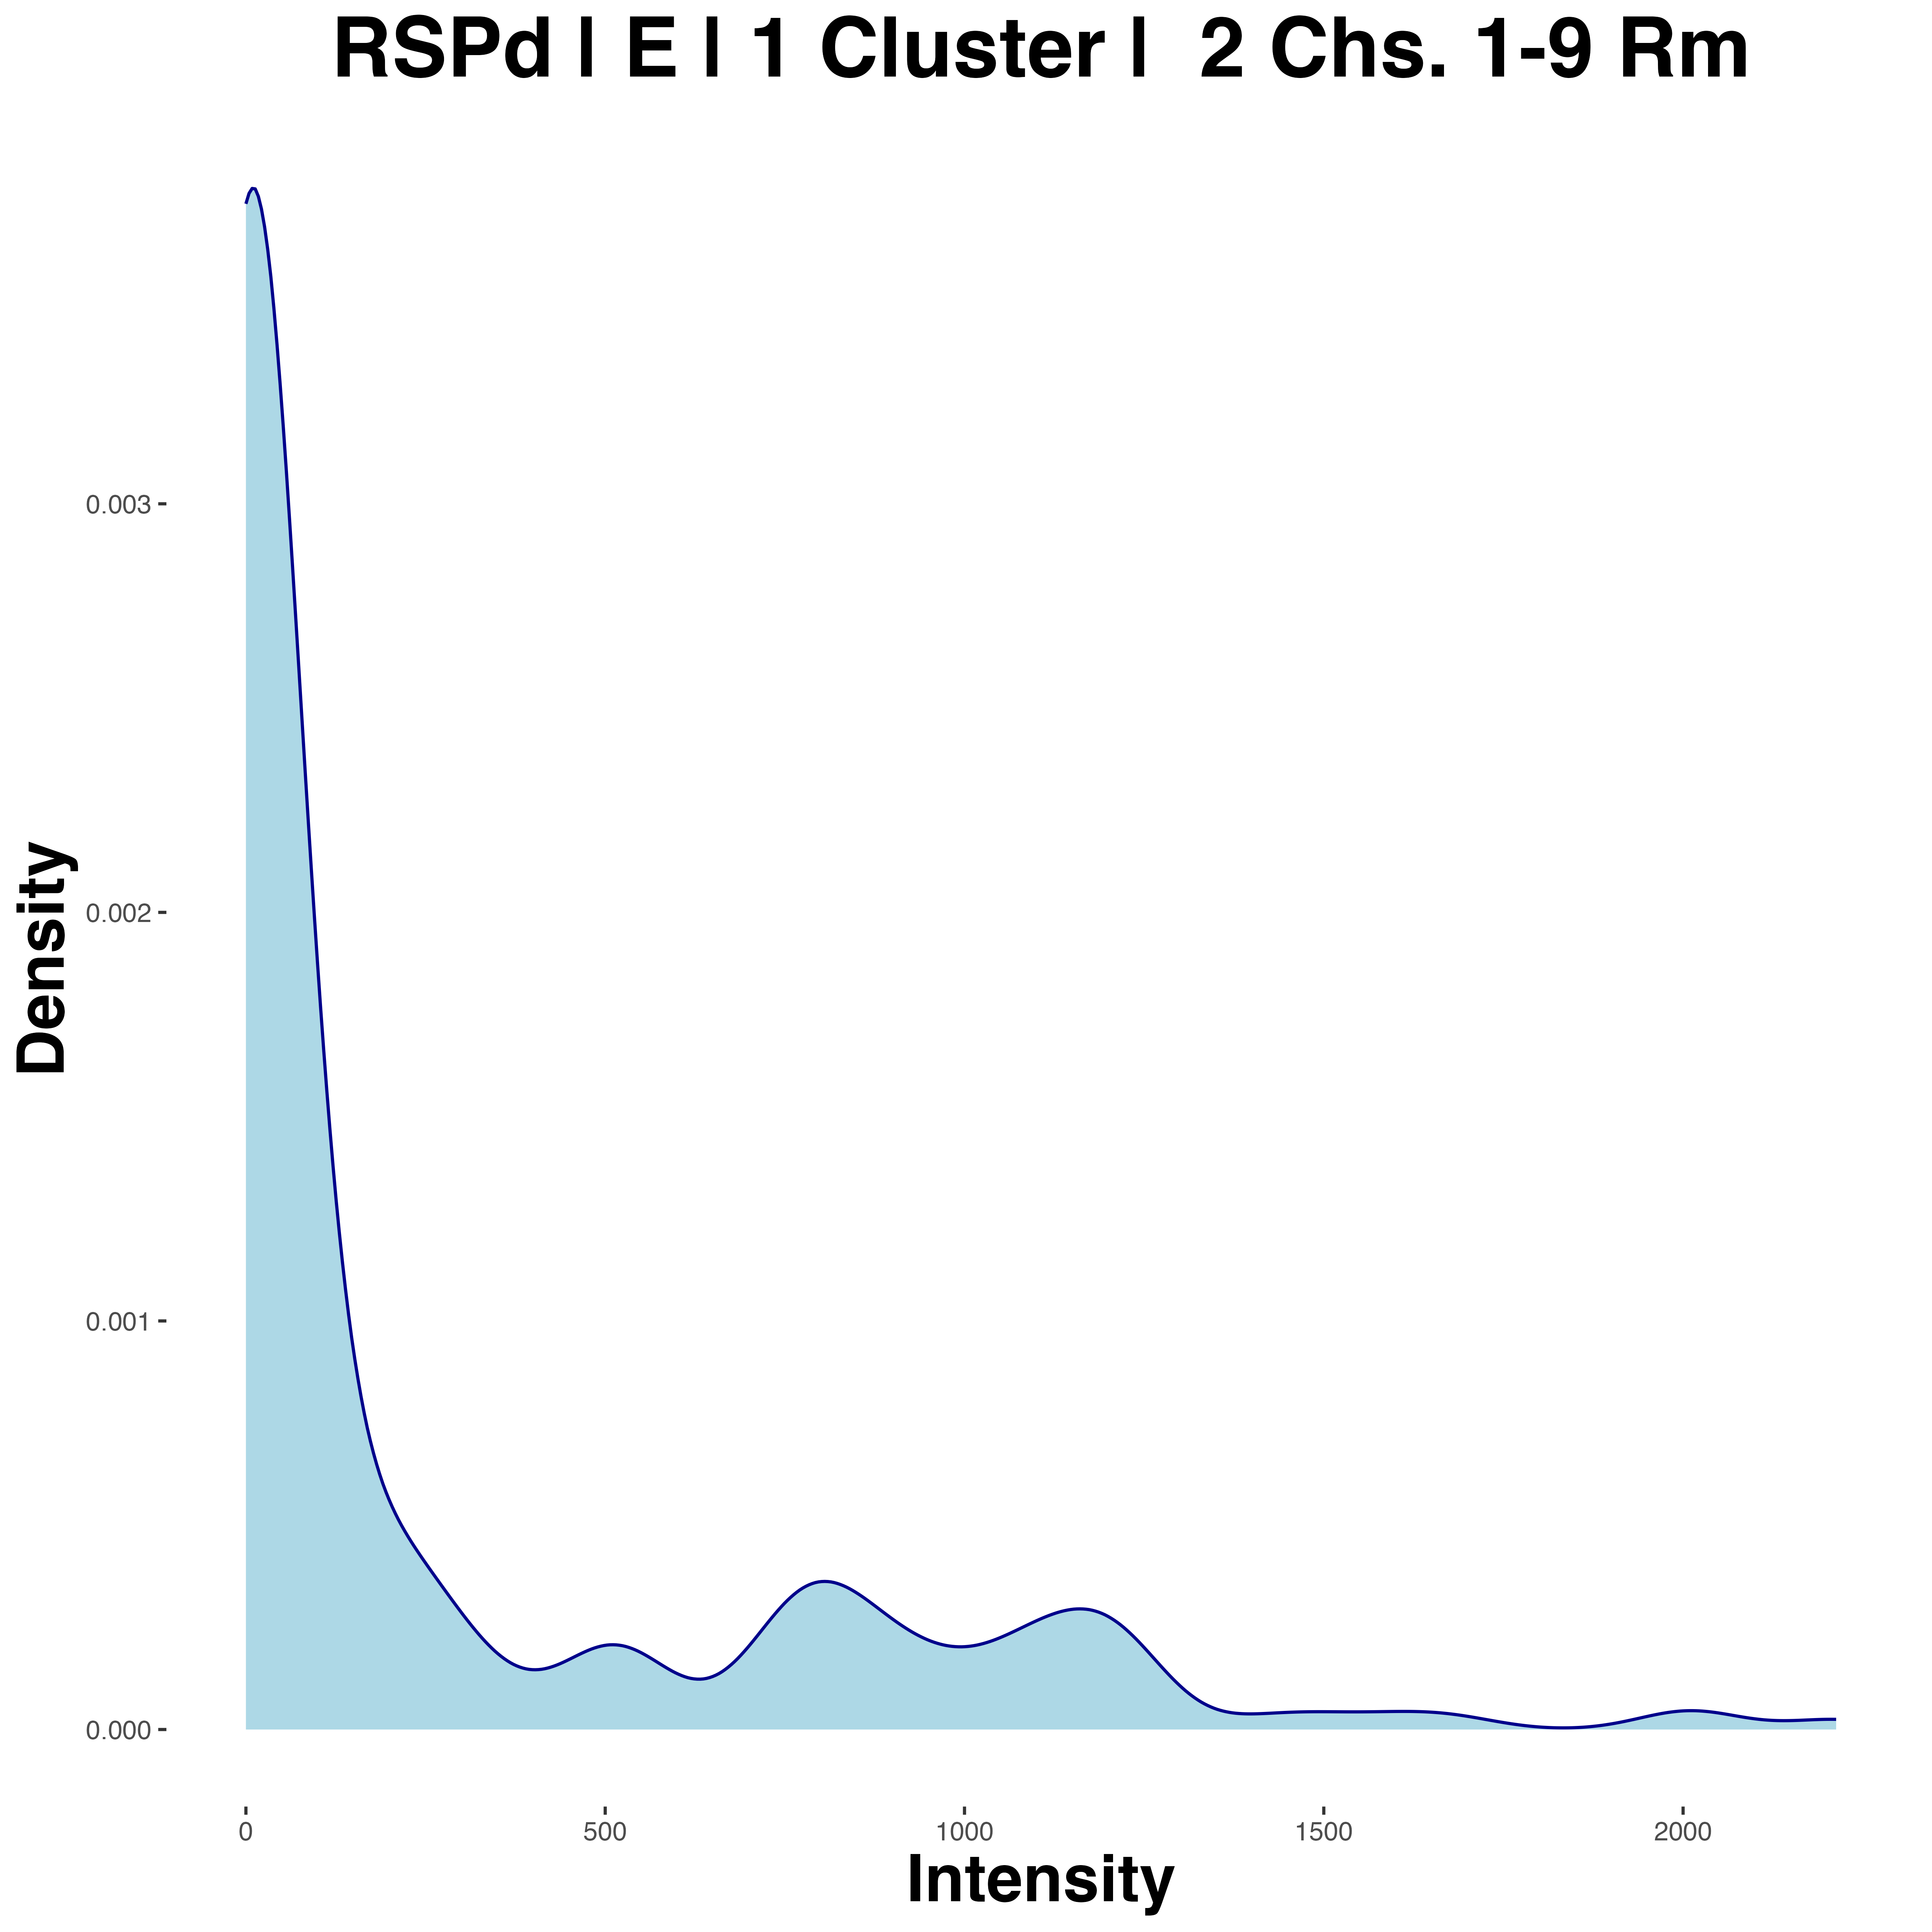 RSPd | E | 1 Cluster | 2 Chs. 1-9 Rm
Density
0.003
0.002
0.001
0.000
0 500 1000 1500 2000
Intensity